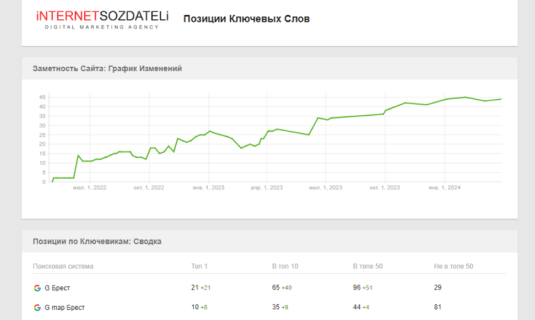 iNTERNETSOZDATELi
DIGITAL MARKETING AGENCY
Позиции Ключевых Слов
Заметность Сайта: График Изменений
45
40
35
30
25
20
15
10
5
0
июл. 1, 2022 окт. 1, 2022 янв. 1, 2023 апр. 1, 2023 июл. 1, 2023 окт. 1, 2023 янв. 1, 2024
Позиции по Ключевикам: Сводка
Поисковая система Топ 1 В топ 10 В топе 50 Не в топе 50
G Брест 21 +21 65 +40 96 +51 29
G map Брест 10 +8 35 +9 44 +4 81